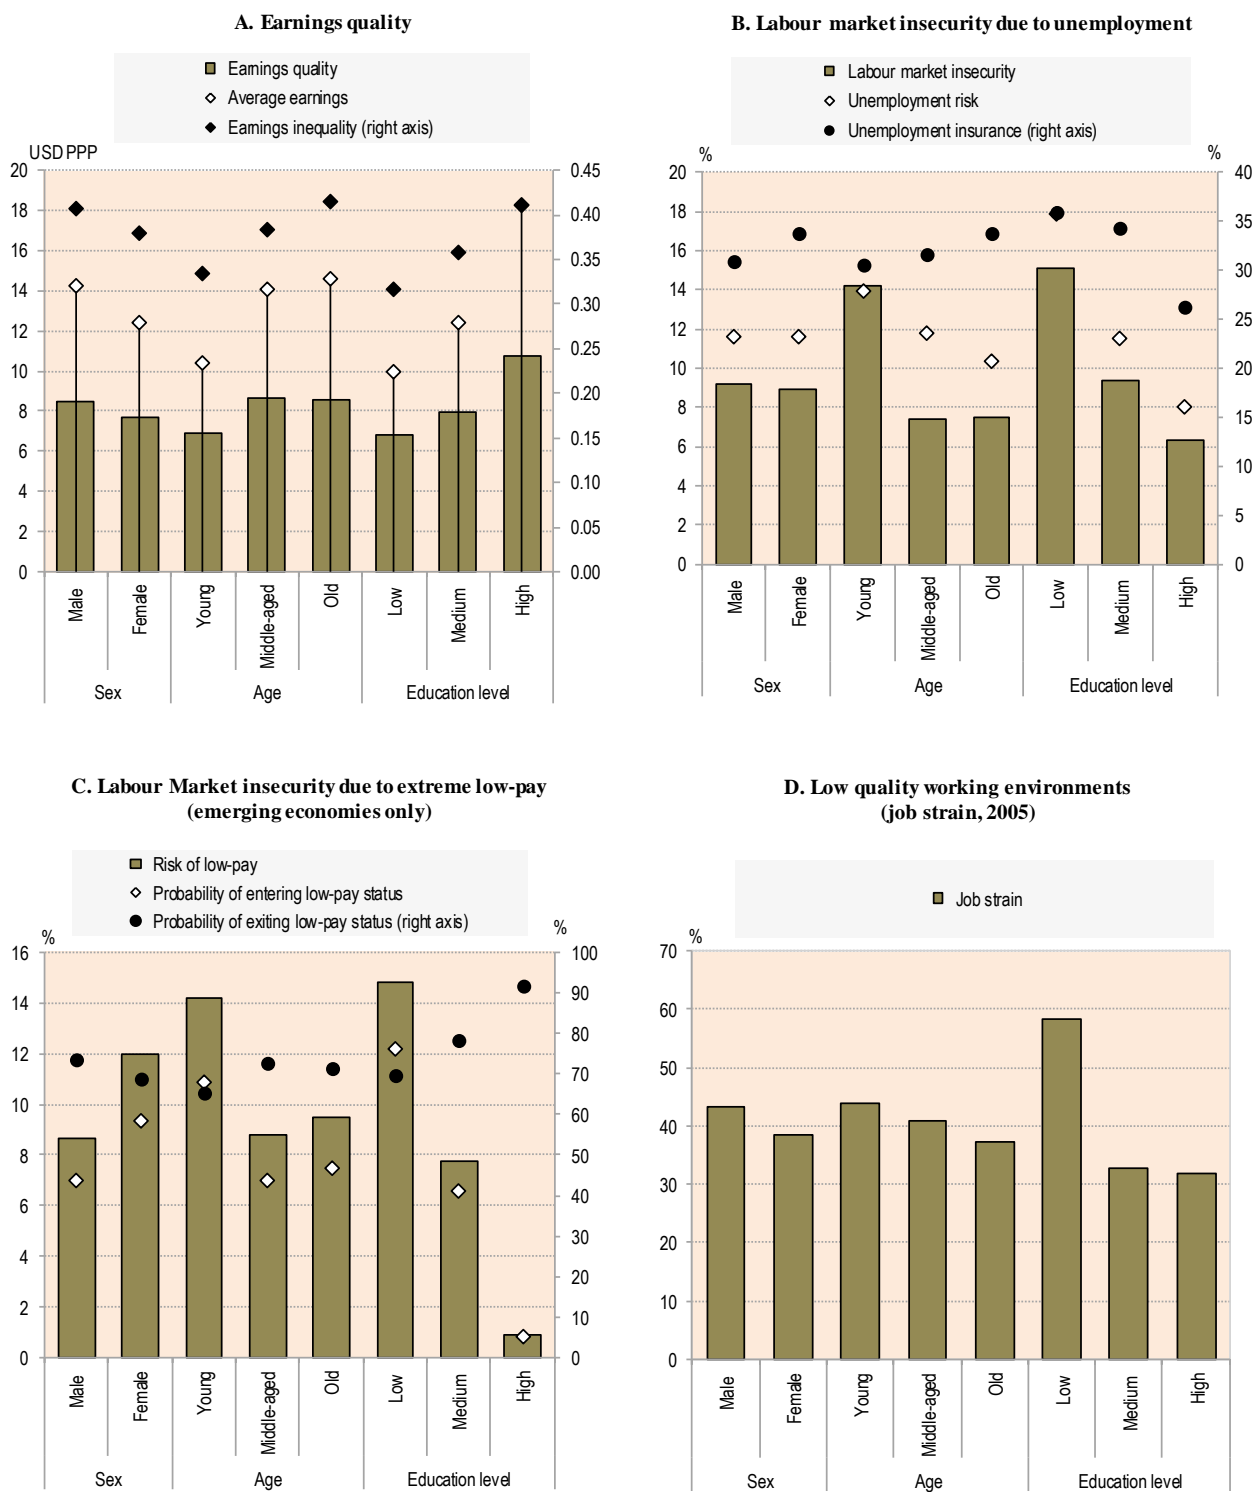 A. Earnings quality
Earnings quality
Average earnings
Earnings inequality (right axis)
USD PPP
20
18
16
14
12
10
8
6
4
2
0
0.45
0.40
0.35
0.30
0.25
0.20
0.15
0.10
0.05
0.00
Male
Female
Young
Middle-aged
Old
Low
Medium
High
Sex
Age
Education level
B. Labour market insecurity due to unemployment
Labour market insecurity
Unemployment risk
Unemployment insurance (right axis)
%
%
20
18
16
14
12
10
8
6
4
2
0
40
35
30
25
20
15
10
5
0
Male
Female
Young
Middle-aged
Old
Low
Medium
High
Sex
Age
Education level
C. Labour Market insecurity due to extreme low-pay
(emerging economies only)
Risk of low-pay
Probability of entering low-pay status
Probability of exiting low-pay status (right axis)
%
%
16
14
12
10
8
6
4
2
0
100
90
80
70
60
50
40
30
20
10
0
Male
Female
Young
Middle-aged
Old
Low
Medium
High
Sex
Age
Education level
D. Low quality working environments
(job strain, 2005)
Job strain
%
70
60
50
40
30
20
10
0
Male
Female
Young
Middle-aged
Old
Low
Medium
High
Sex
Age
Education level